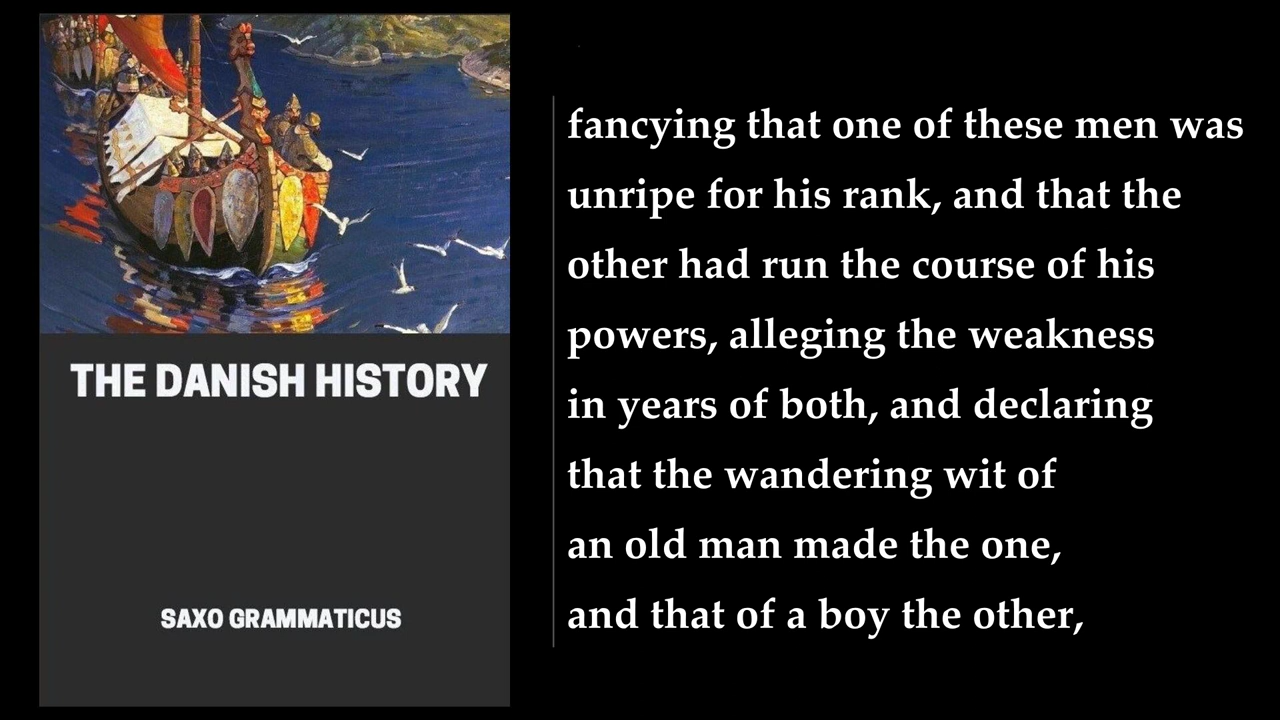 THE DANISH HISTORY
SAXO GRAMMATICUS
fancying that one of these men was
unripe for his rank, and that the
other had run the course of his
powers, alleging the weakness
in years of both, and declaring
that the wandering wit of
an old man made the one,
and that of a boy the other,